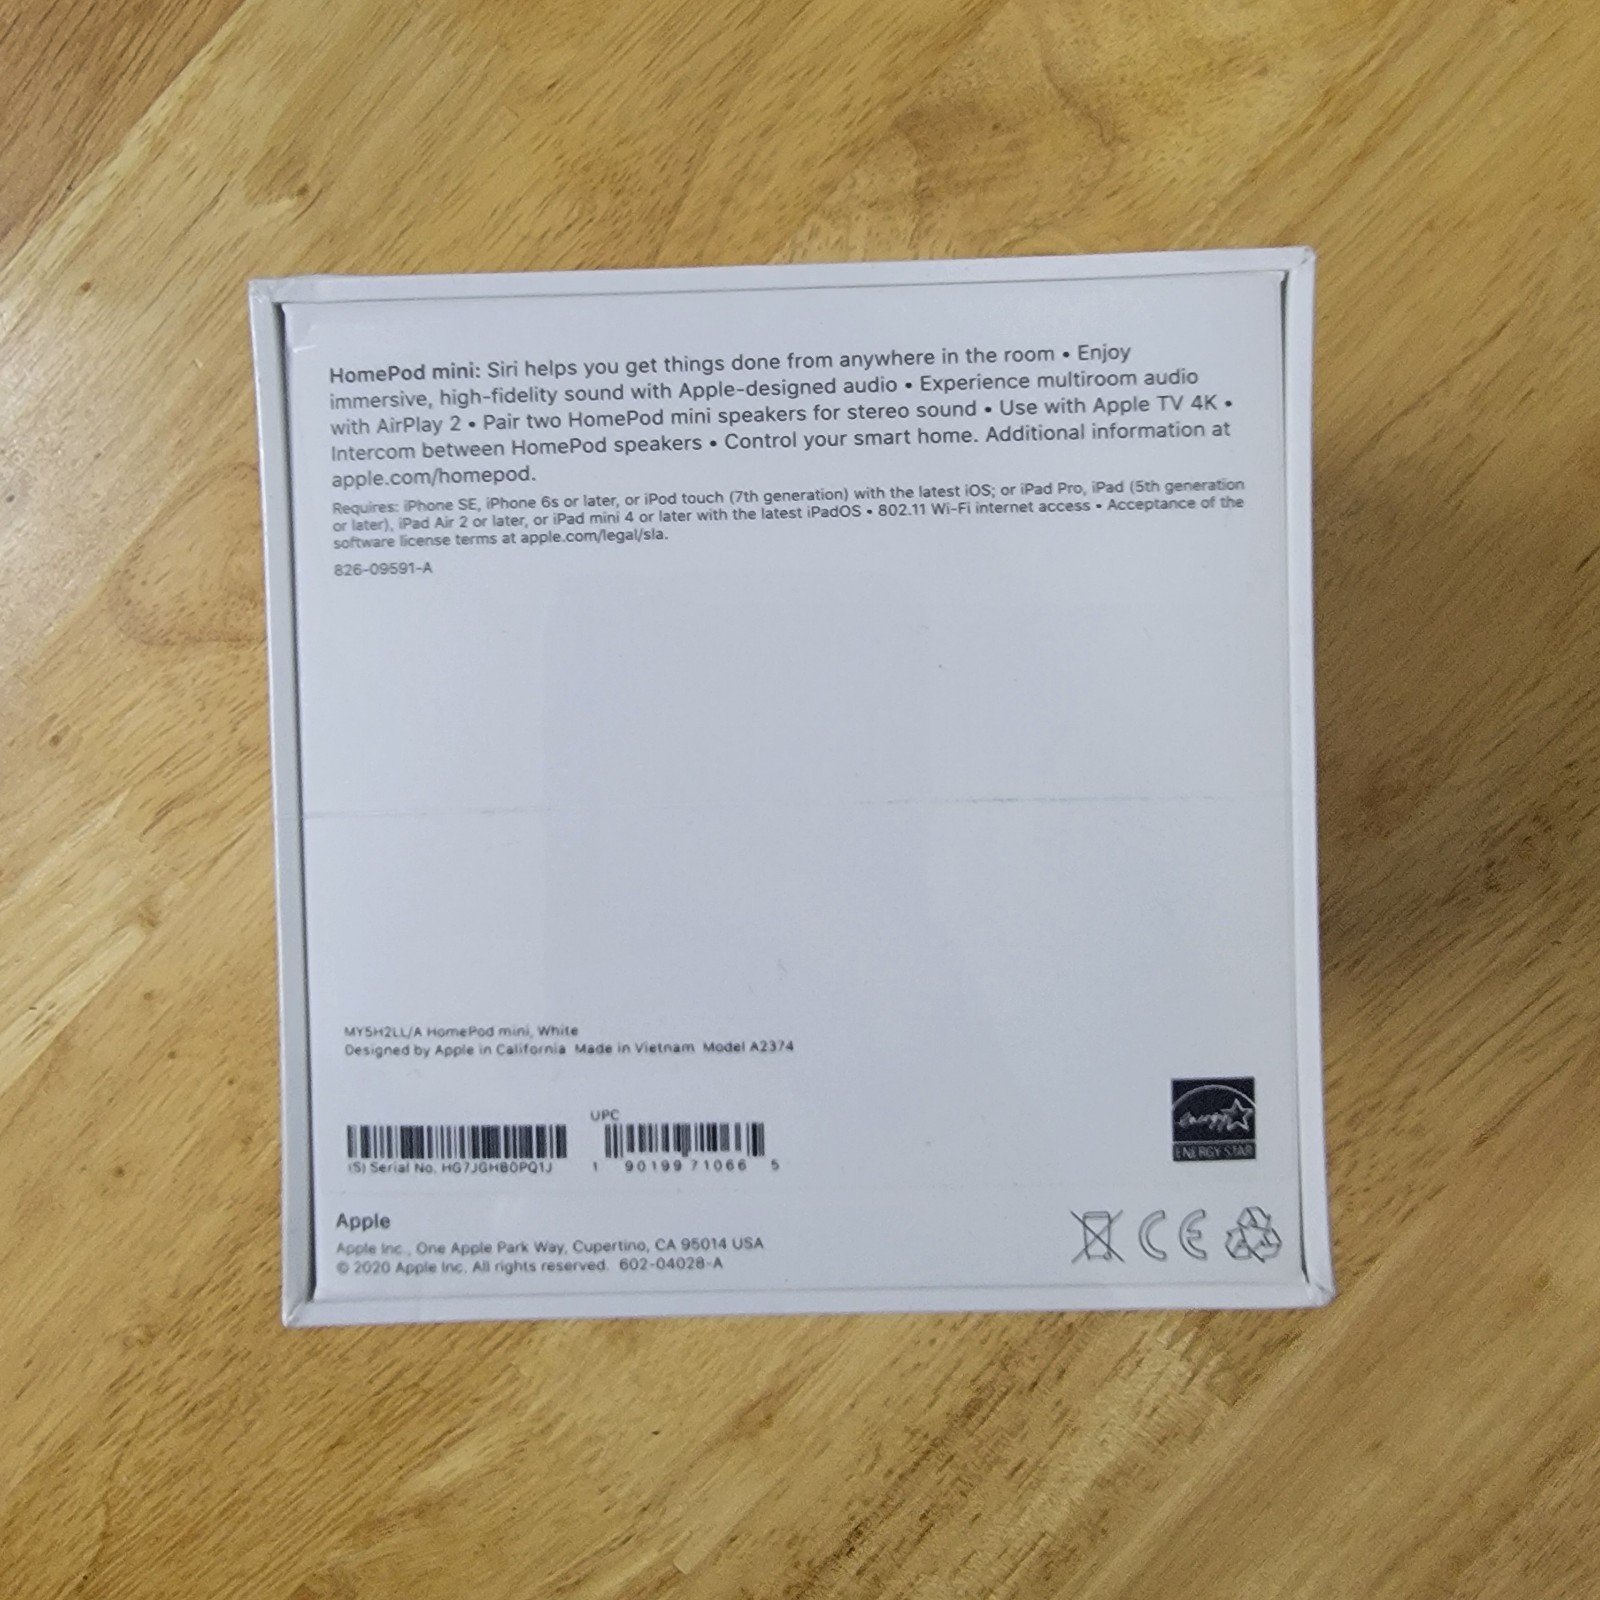 HomePod mini: Siri helps you get things done from anywhere in the room • Enjoy
immersive, high-fidelity sound with Apple-designed audio • Experience multiroom audio
with AirPlay 2 • Pair two HomePod mini speakers for stereo sound • Use with Apple TV 4K •
Intercom between HomePod speakers • Control your smart home. Additional information at
apple.com/homepod.
Requires: iPhone SE, iPhone 6s or later, or iPod touch (7th generation) with the latest iOS; or iPad Pro, iPad (5th generation
or later), iPad Air 2 or later, or iPad mini 4 or later with the latest iPadOS • 802.11 Wi-Fi internet access • Acceptance of the
software license terms at apple.com/legal/sla.
826-09591-A
MY5H2LL/A HomePod mini, White
Designed by Apple in California Made in Vietnam Model A2374
UPC
(S) Serial No. HG7JGHB0PQ1J
1 90199 71066 5
energy
ENERGY STAR
Apple
Apple Inc., One Apple Park Way, Cupertino, CA 95014 USA
© 2020 Apple Inc. All rights reserved. 602-04028-A
CE